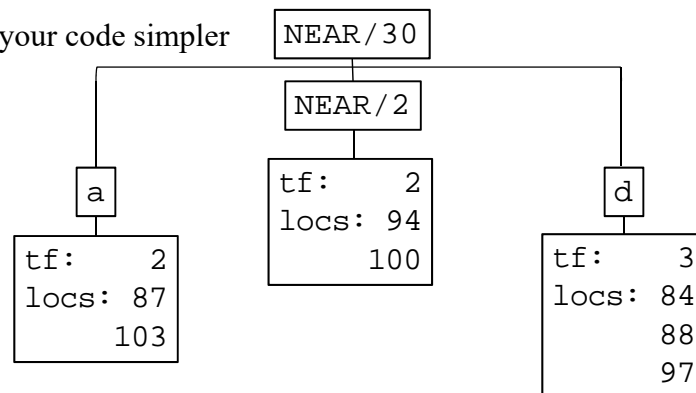 your code simpler
NEAR/30
NEAR/2
a
tf: 2
locs: 87
103
tf: 2
locs: 94
100
d
tf: 3
locs: 84
88
97